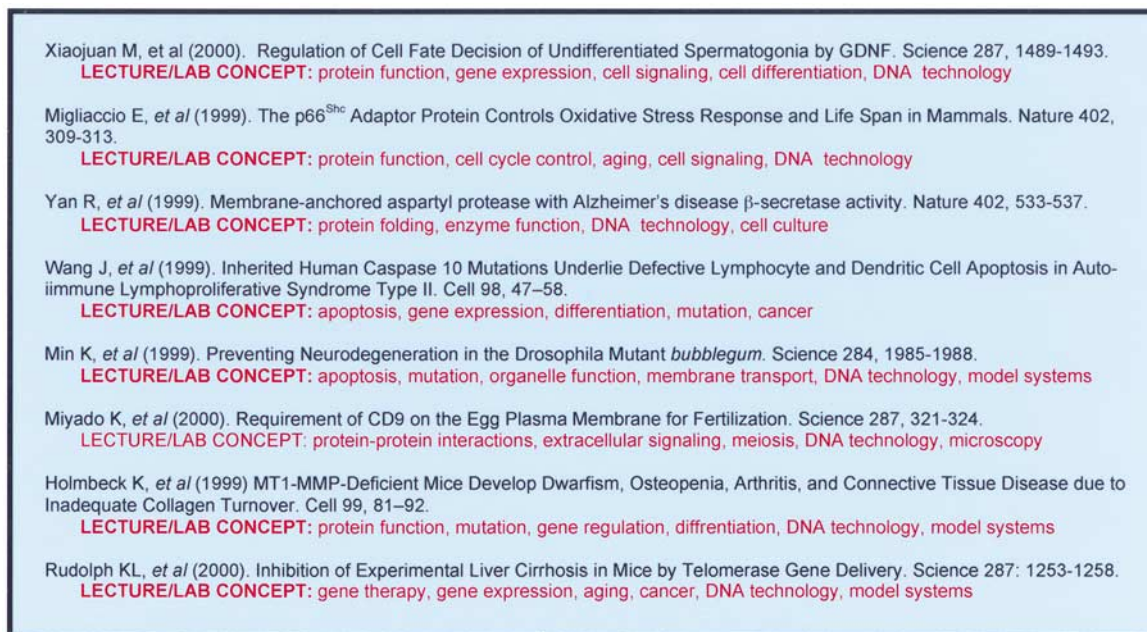 Xiaojuan M, et al (2000). Regulation of Cell Fate Decision of Undifferentiated Spermatogonia by GDNF. Science 287, 1489-1493.
LECTURE/LAB CONCEPT: protein function, gene expression, cell signaling, cell differentiation, DNA technology
Migliaccio E, et al (1999). The p66Shc Adaptor Protein Controls Oxidative Stress Response and Life Span in Mammals. Nature 402,
309-313.
LECTURE/LAB CONCEPT: protein function, cell cycle control, aging, cell signaling, DNA technology
Yan R, et al (1999). Membrane-anchored aspartyl protease with Alzheimer's disease β-secretase activity. Nature 402, 533-537.
LECTURE/LAB CONCEPT: protein folding, enzyme function, DNA technology, cell culture
Wang J, et al (1999). Inherited Human Caspase 10 Mutations Underlie Defective Lymphocyte and Dendritic Cell Apoptosis in Auto-
iimmune Lymphoproliferative Syndrome Type II. Cell 98, 47–58.
LECTURE/LAB CONCEPT: apoptosis, gene expression, differentiation, mutation, cancer
Min K, et al (1999). Preventing Neurodegeneration in the Drosophila Mutant bubblegum. Science 284, 1985-1988.
LECTURE/LAB CONCEPT: apoptosis, mutation, organelle function, membrane transport, DNA technology, model systems
Miyado K, et al (2000). Requirement of CD9 on the Egg Plasma Membrane for Fertilization. Science 287, 321-324.
LECTURE/LAB CONCEPT: protein-protein interactions, extracellular signaling, meiosis, DNA technology, microscopy
Holmbeck K, et al (1999) MT1-MMP-Deficient Mice Develop Dwarfism, Osteopenia, Arthritis, and Connective Tissue Disease due to
Inadequate Collagen Turnover. Cell 99, 81–92.
LECTURE/LAB CONCEPT: protein function, mutation, gene regulation, diffrentiation, DNA technology, model systems
Rudolph KL, et al (2000). Inhibition of Experimental Liver Cirrhosis in Mice by Telomerase Gene Delivery. Science 287: 1253-1258.
LECTURE/LAB CONCEPT: gene therapy, gene expression, aging, cancer, DNA technology, model systems